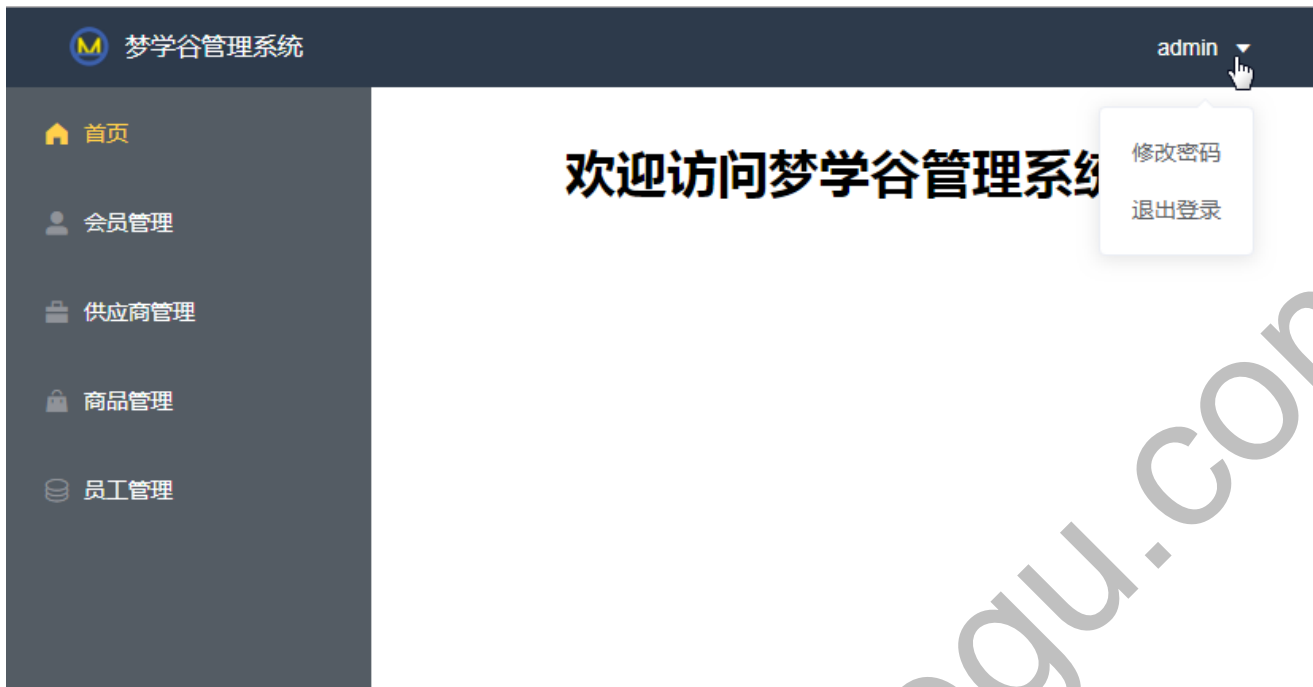 M 梦学谷管理系统
admin
首页
会员管理
供应商管理
商品管理
员工管理
欢迎访问梦学谷管理系
修改密码
退出登录
gu.co